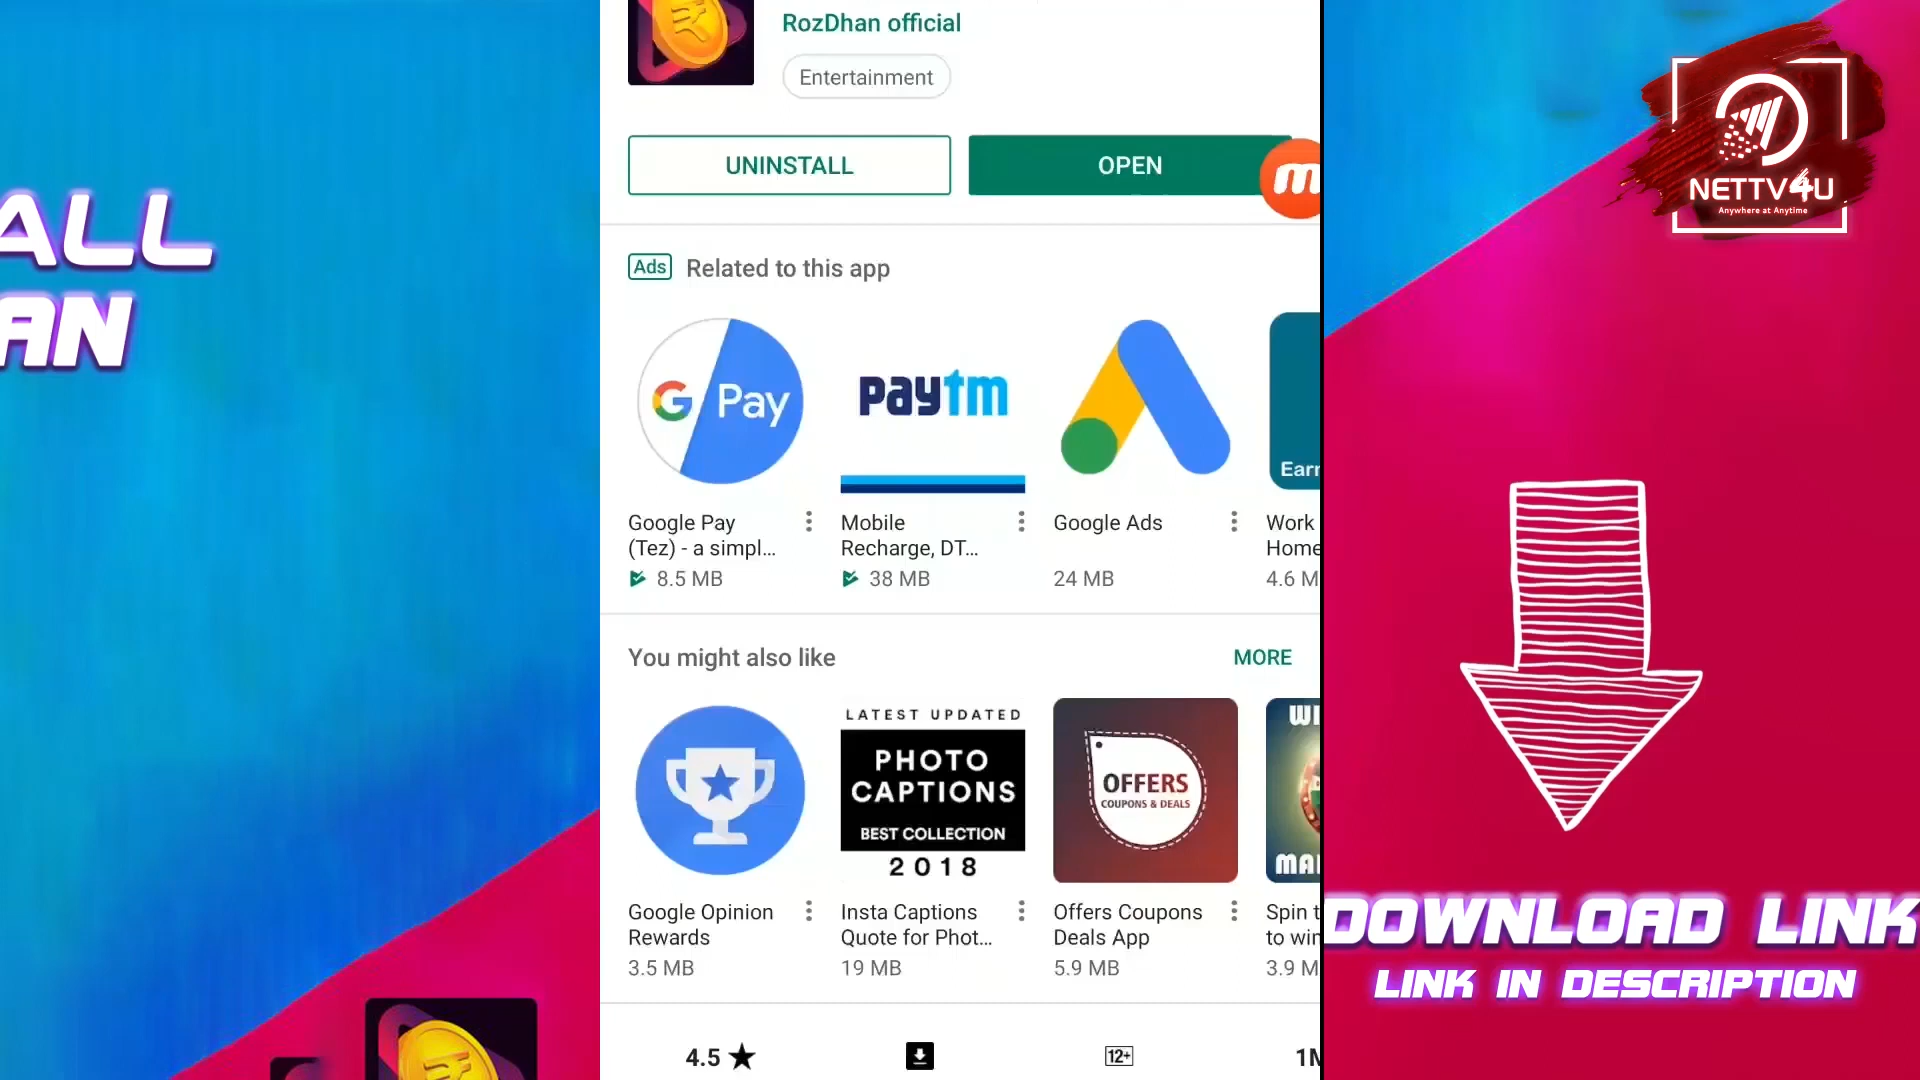 ALL
AN
RozDhan official
Entertainment
UNINSTALL
OPEN
m
NETTV4U
Anywhere at Anytime
Ads Related to this app
G Pay
paytm
Earn
Google Pay
(Tez) - a simpl...
8.5 MB
Mobile
Recharge, DT...
38 MB
Google Ads
24 MB
Work
Home
4.6 M
You might also like
MORE
LATEST UPDATED
PHOTO
CAPTIONS
BEST COLLECTION
2018
OFFERS
COUPONS & DEALS
WI
MA
Google Opinion
Rewards
3.5 MB
Insta Captions
Quote for Phot...
19 MB
Offers Coupons
Deals App
5.9 MB
Spin t
to win
3.9 M
4.5
12+
1M
DOWNLOAD LINK
LINK IN DESCRIPTION